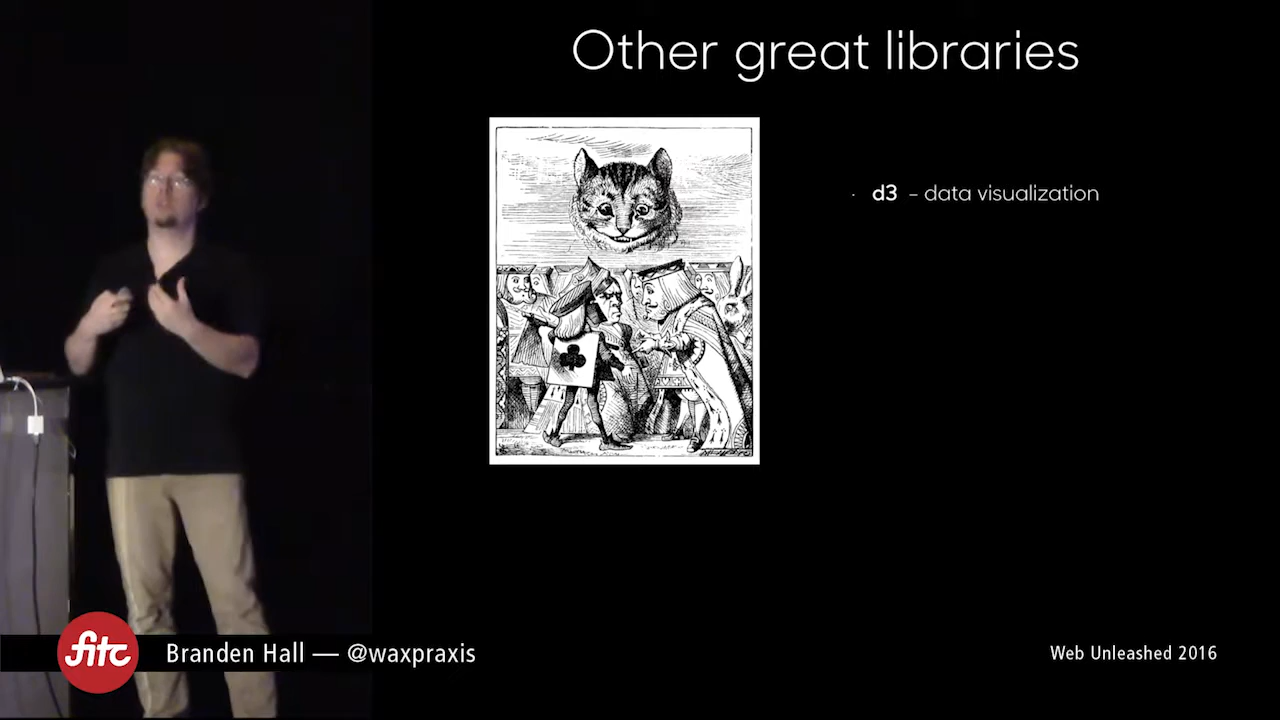 Other great libraries
· d3 – data visualization
fitc
Branden Hall — @waxpraxis
Web Unleashed 2016